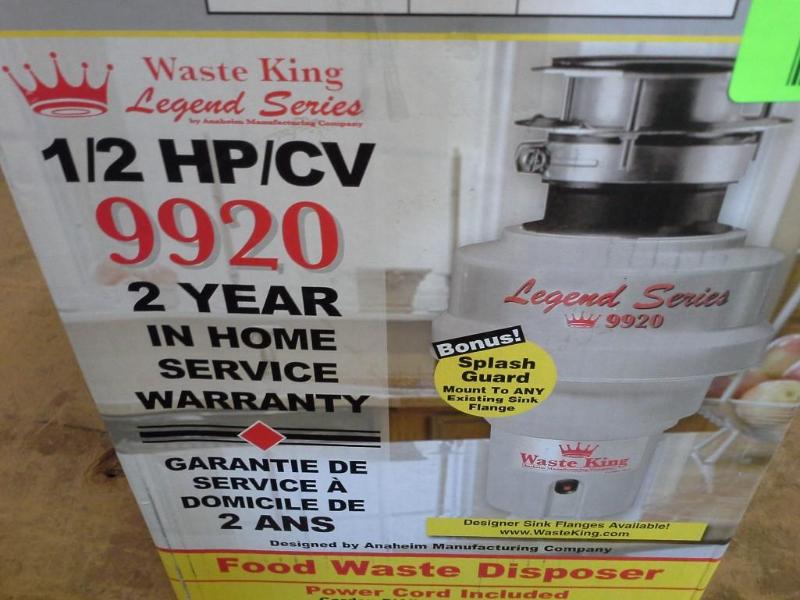 Waste King
Legend Series
by Anaheim Manufacturing Company
1/2 HP/CV
9920
2 YEAR
IN HOME
SERVICE
WARRANTY
GARANTIE DE
SERVICE À
DOMICILE DE
2 ANS
Legend Series
9920
Bonus!
Splash
Guard
Mount To ANY
Existing Sink
Flange
Waste King
Designer Sink Flanges Available!
www.WasteKing.com
Designed by Anaheim Manufacturing Company
Food Waste Disposer
Power Cord Included